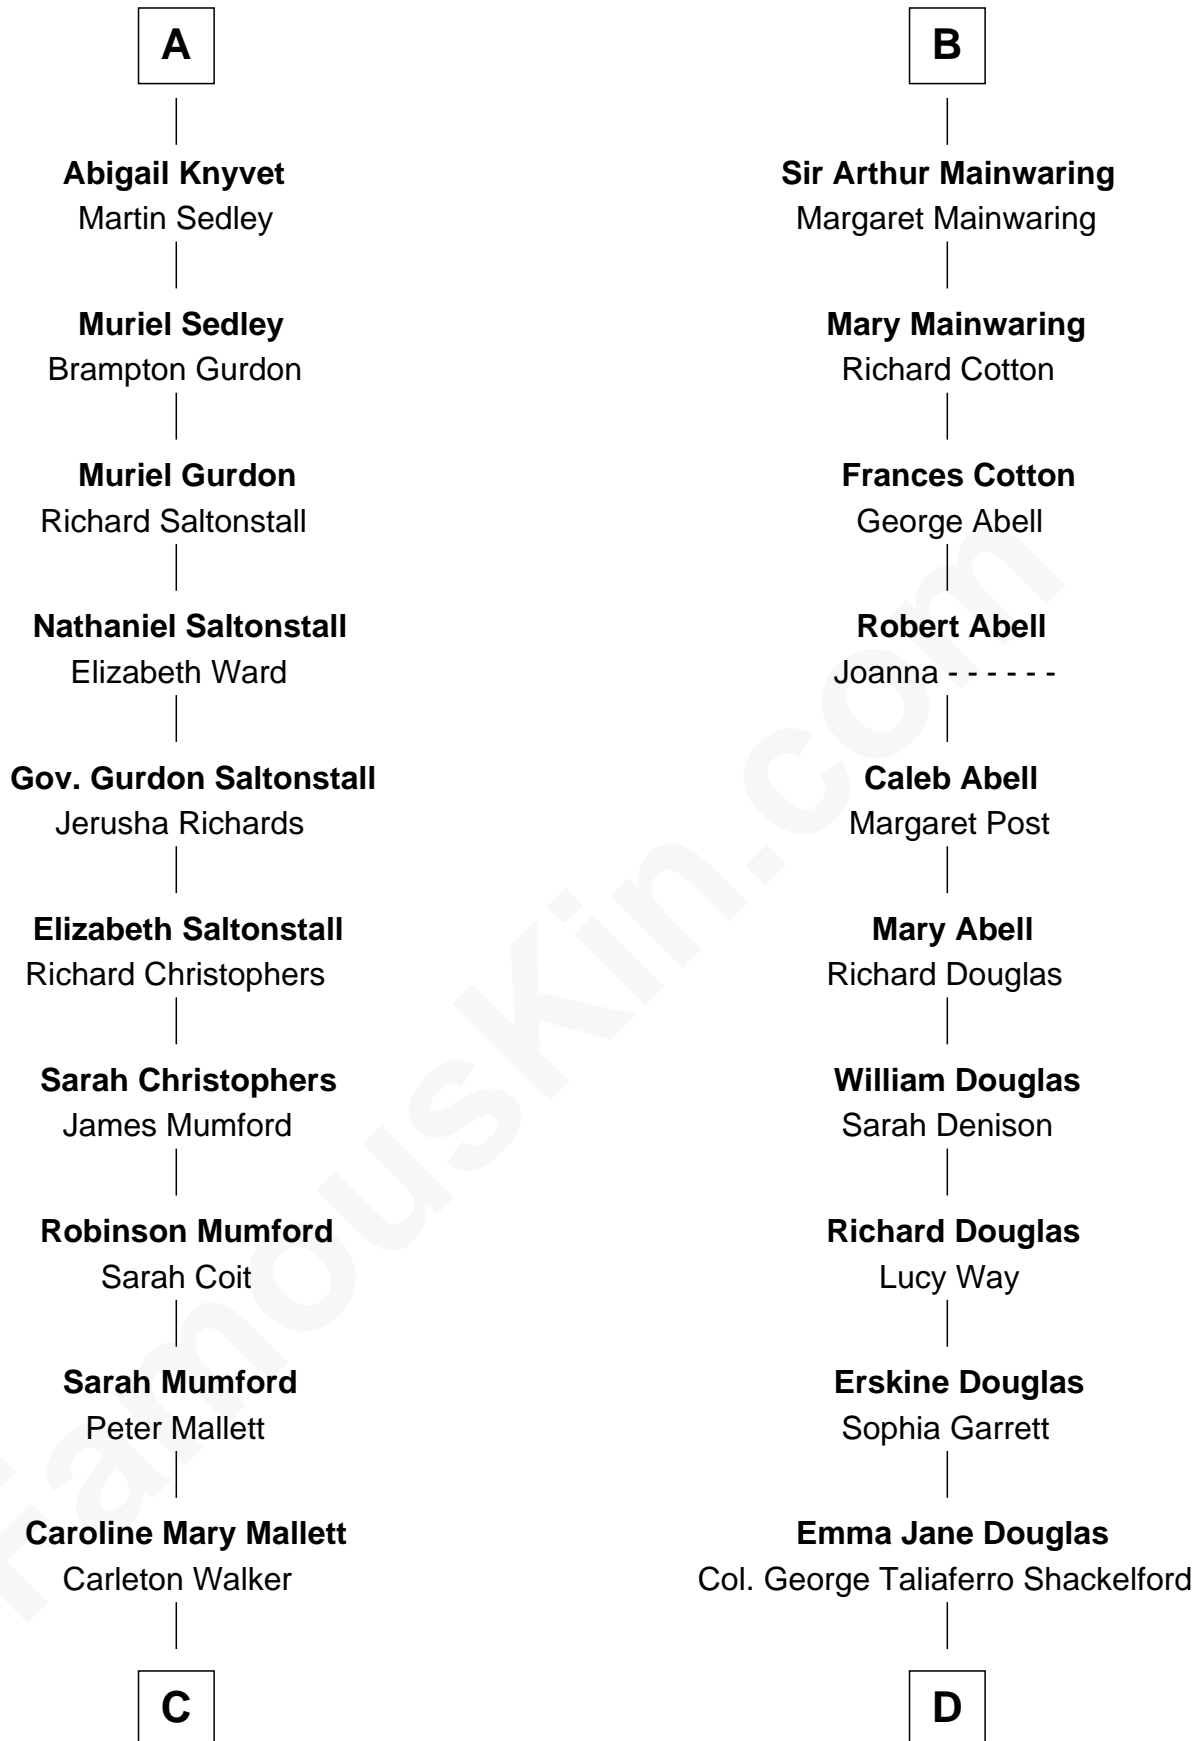 A
Abigail Knyvet
Martin Sedley
Muriel Sedley
Brampton Gurdon
Muriel Gurdon
Richard Saltonstall
Nathaniel Saltonstall
Elizabeth Ward
Gov. Gurdon Saltonstall
Jerusha Richards
Elizabeth Saltonstall
Richard Christophers
Sarah Christophers
James Mumford
Robinson Mumford
Sarah Coit
Sarah Mumford
Peter Mallett
Caroline Mary Mallett
Carleton Walker
C
B
Sir Arthur Mainwaring
Margaret Mainwaring
Mary Mainwaring
Richard Cotton
Frances Cotton
George Abell
Robert Abell
Joanna - - - - - -
Caleb Abell
Margaret Post
Mary Abell
Richard Douglas
William Douglas
Sarah Denison
Richard Douglas
Lucy Way
Erskine Douglas
Sophia Garrett
Emma Jane Douglas
Col. George Taliaferro Shackelford
D
FamousKin.com